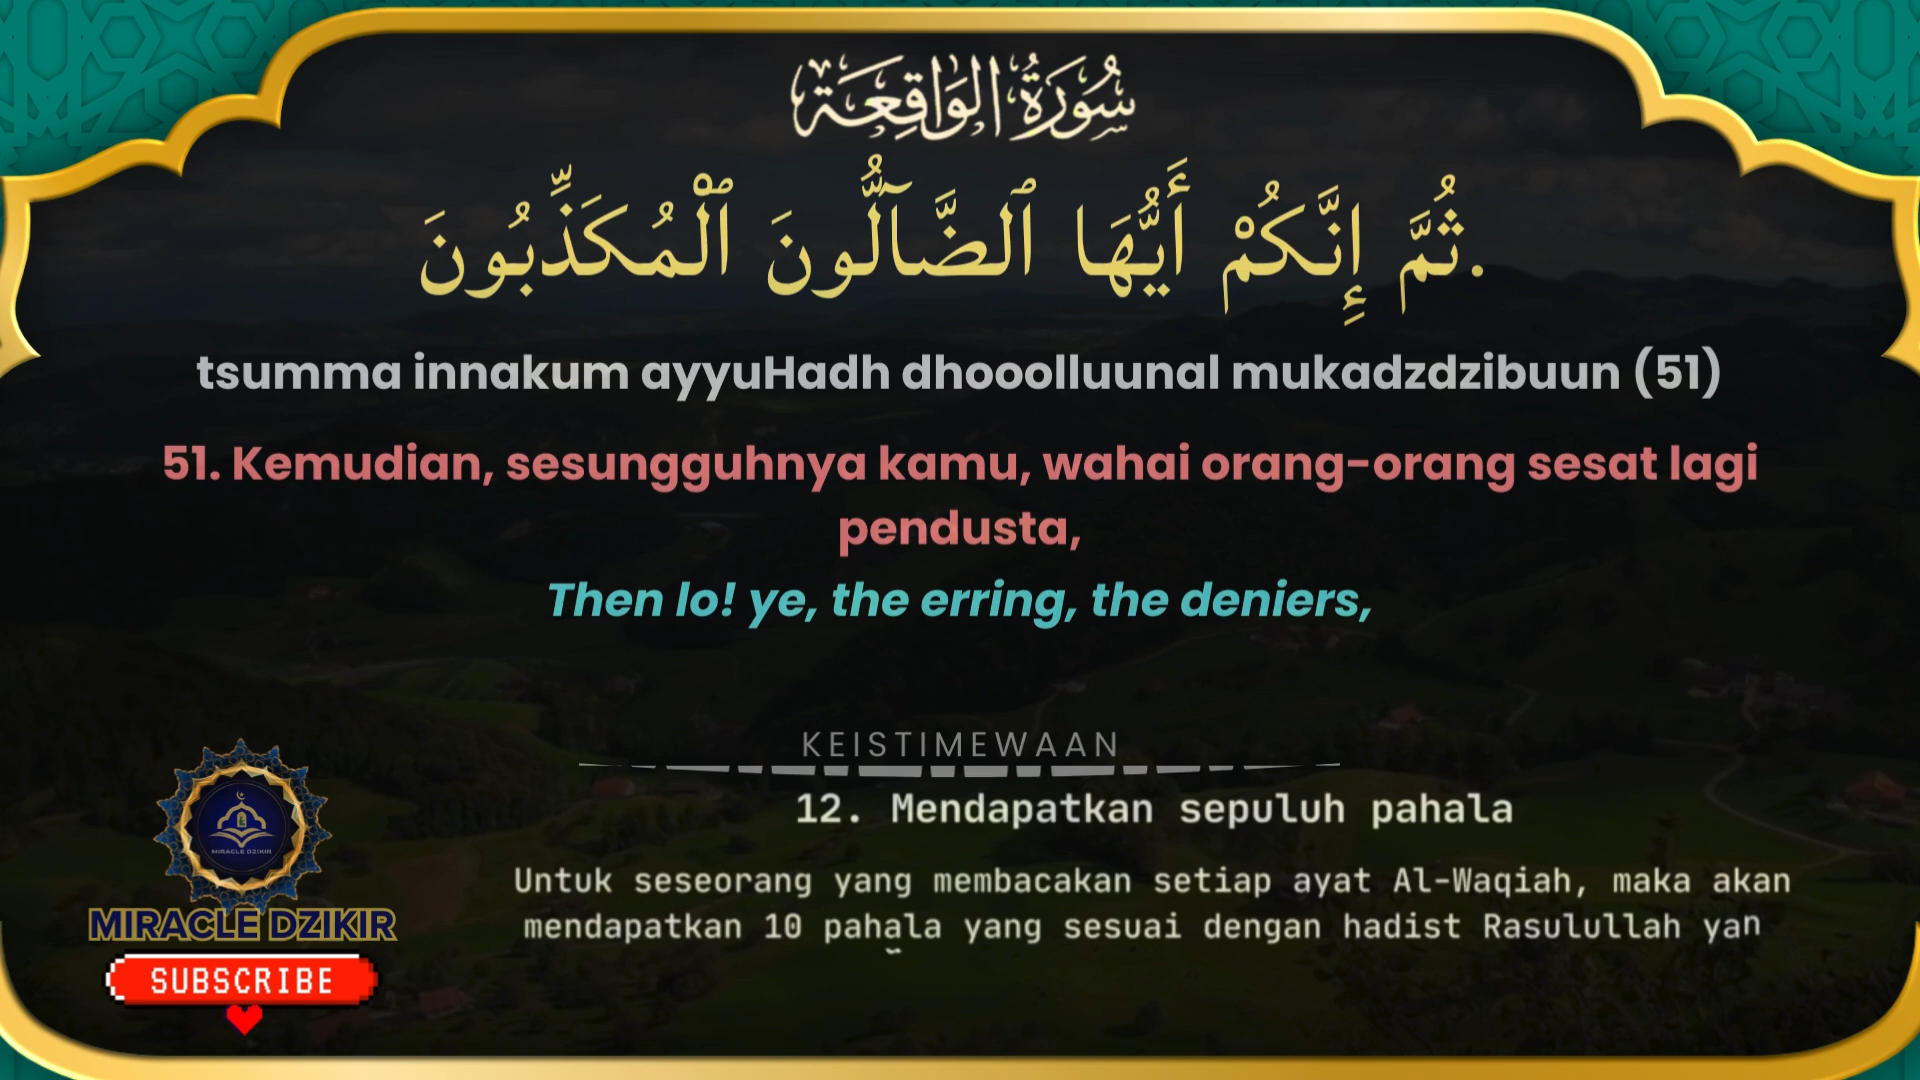 سُورَةُ الوَاقِعَة
ثُمَّ إِنَّكُمْ أَيُّهَا ٱلضَّآلُّونَ ٱلْمُكَذِّبُونَ.
tsumma innakum ayyuHadh dhooolluunal mukadzdzibuun (51)
51. Kemudian, sesungguhnya kamu, wahai orang-orang sesat lagi
pendusta,
Then lo! ye, the erring, the deniers,
KEISTIMEWAAN
12. Mendapatkan sepuluh pahala
Untuk seseorang yang membacakan setiap ayat Al-Waqiah, maka akan
mendapatkan 10 pahala yang sesuai dengan hadist Rasulullah yan
MIRACLE DZIKIR
MIRACLE DZIKIR
SUBSCRIBE